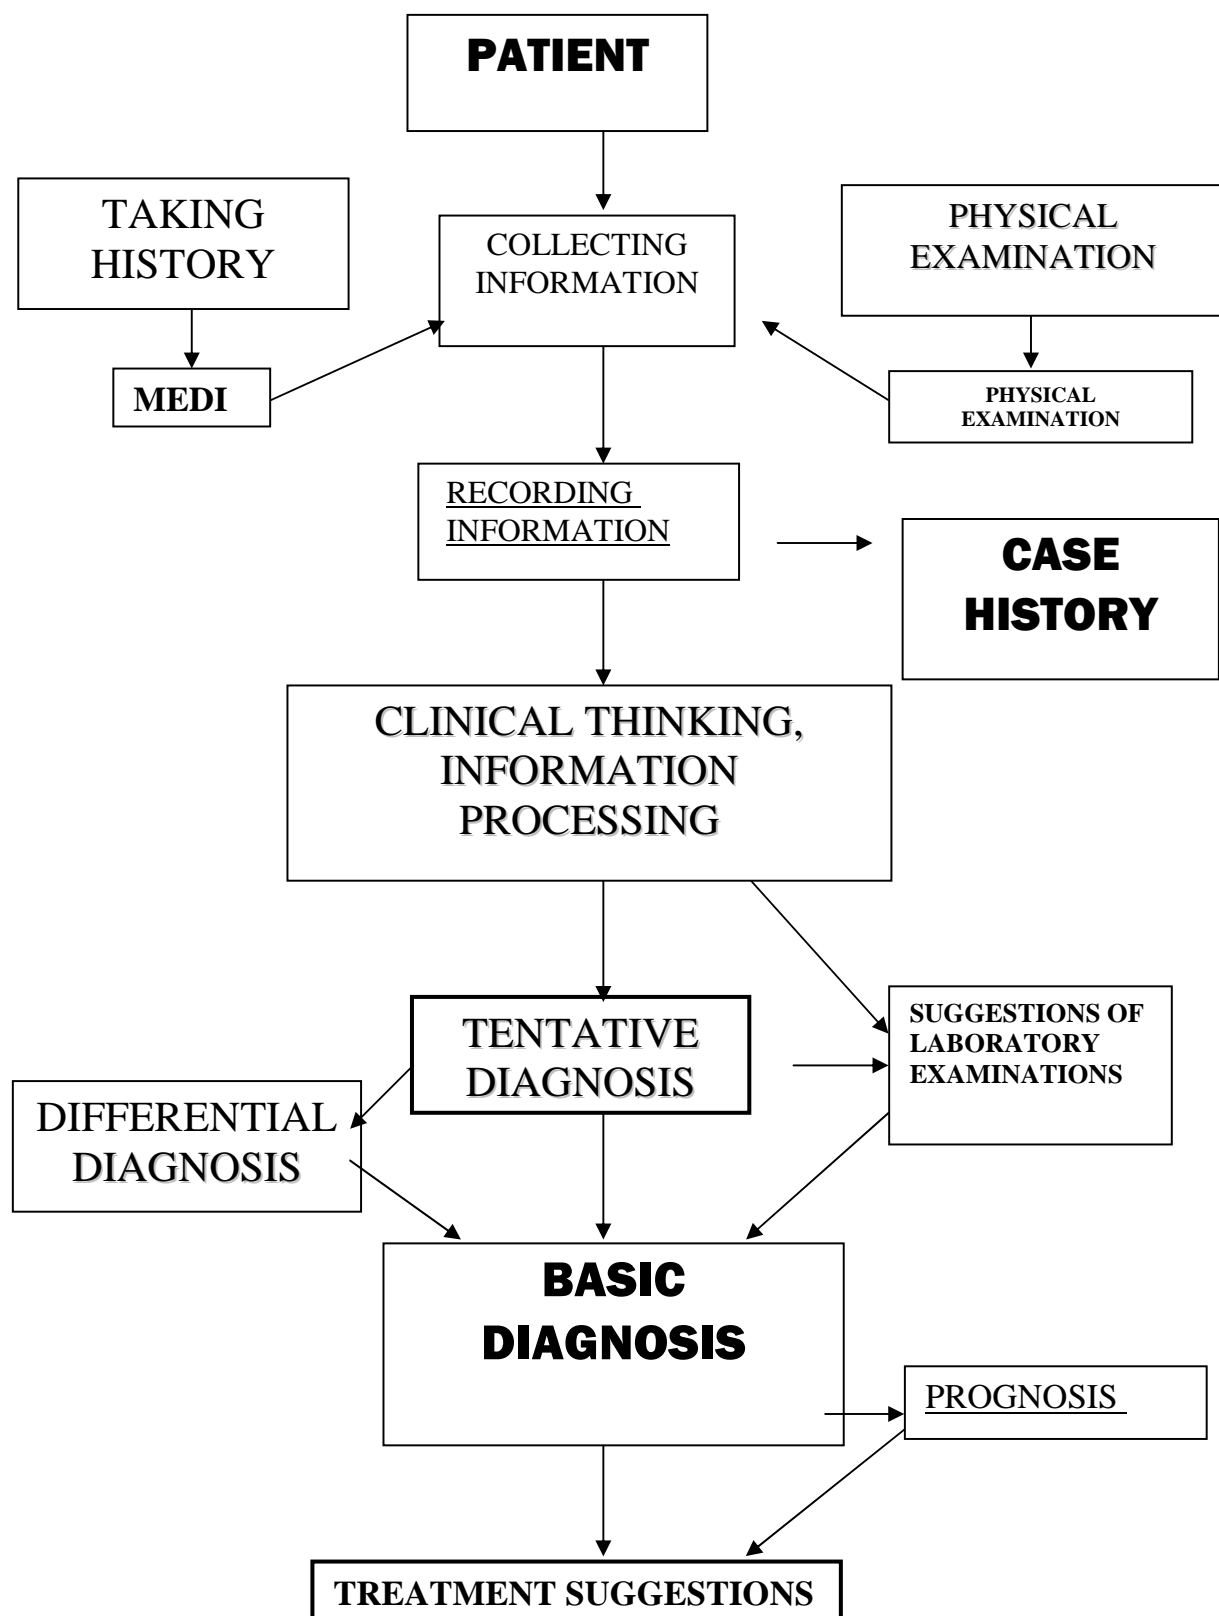 PATIENT
TAKING
HISTORY
COLLECTING
INFORMATION
PHYSICAL
EXAMINATION
MEDI
PHYSICAL
EXAMINATION
RECORDING
INFORMATION
CASE
HISTORY
CLINICAL THINKING,
INFORMATION
PROCESSING
TENTATIVE
DIAGNOSIS
SUGGESTIONS OF
LABORATORY
EXAMINATIONS
DIFFERENTIAL
DIAGNOSIS
BASIC
DIAGNOSIS
PROGNOSIS
TREATMENT SUGGESTIONS